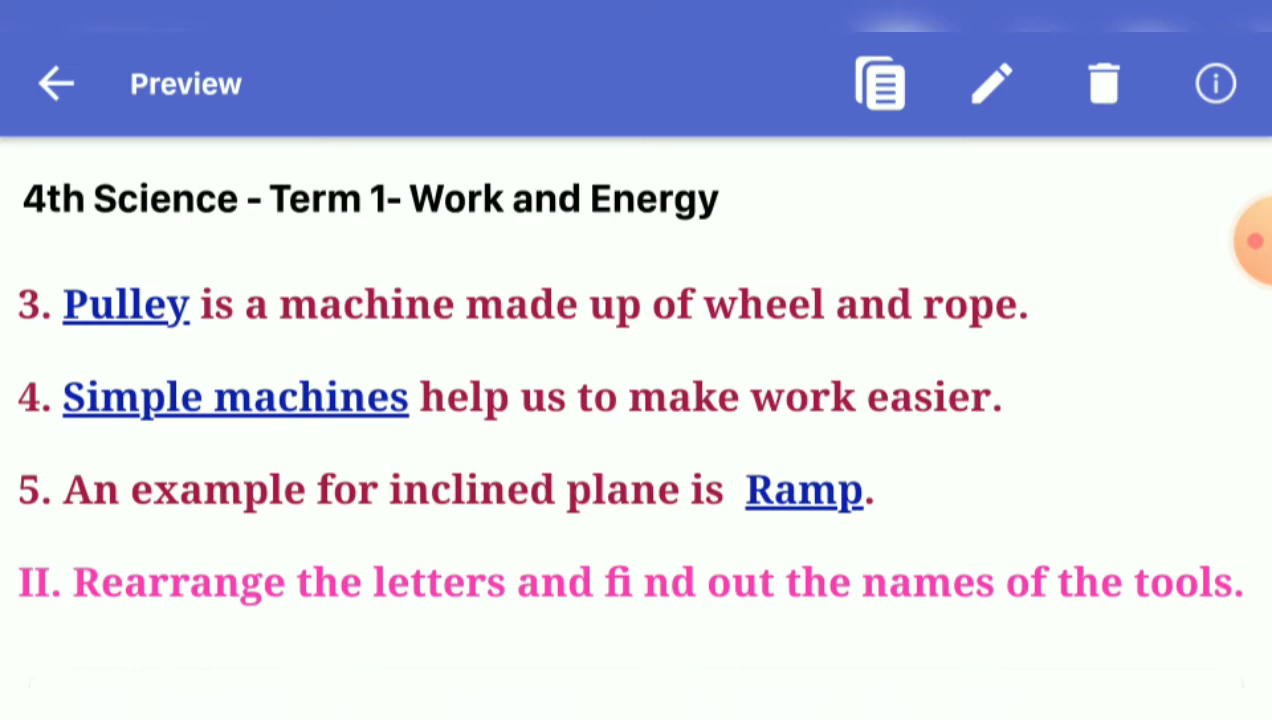 Preview
4th Science - Term 1- Work and Energy
3. Pulley is a machine made up of wheel and rope.
4. Simple machines help us to make work easier.
5. An example for inclined plane is Ramp.
II. Rearrange the letters and fi nd out the names of the tools.